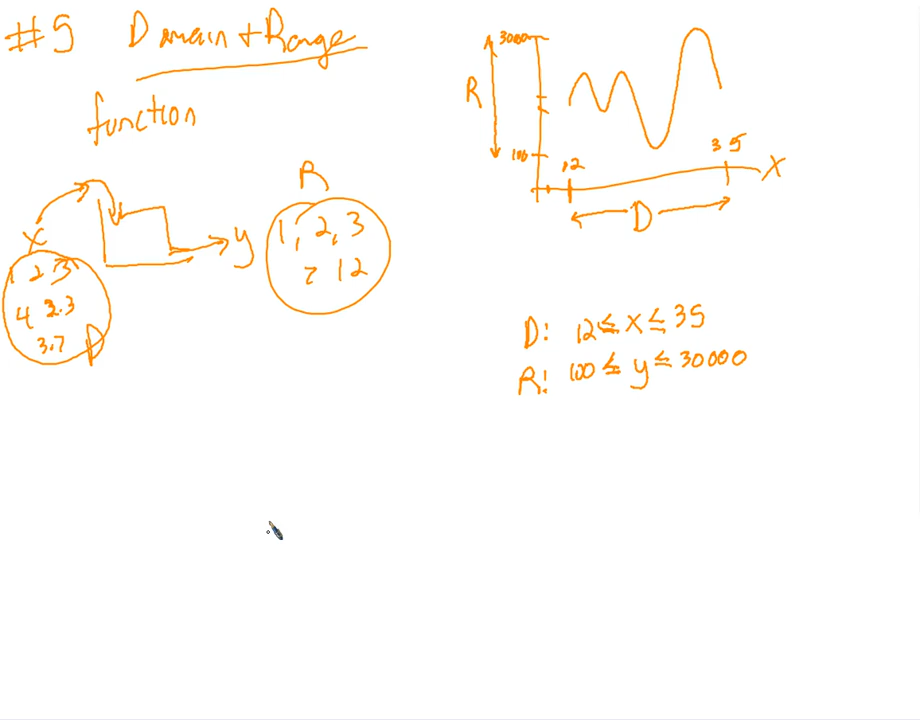 #5 Domain + Range
function
x
1 2 3
4 2.3
3.7 D
y
R
1, 2, 3
7 12
R
30000
100
12
35
X
D
D: 12 ≤ x ≤ 35
R: 100 ≤ y ≤ 30000